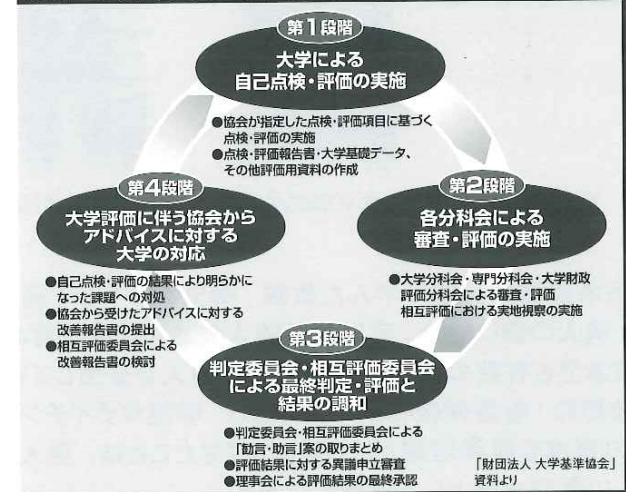 第1段階
大学による
自己点検・評価の実施
●協会が指定した点検・評価項目に基づく
点検・評価の実施
●点検・評価報告書・大学基礎データ、
その他評価用資料の作成
第2段階
各分科会による
審査・評価の実施
●大学分科会・専門分科会・大学財政
評価分科会による審査・評価
相互評価における実地視察の実施
第3段階
判定委員会・相互評価委員会
による最終判定・評価と
結果の調和
●判定委員会・相互評価委員会による
「勧言・助言」案の取りまとめ
●評価結果に対する異議申立審査
●理事会による評価結果の最終承認
第4段階
大学評価に伴う協会から
アドバイスに対する
大学の対応
●自己点検・評価の結果により明らかに
なった課題への対処
●協会から受けたアドバイスに対する
改善報告書の提出
●相互評価委員会による
改善報告書の検討
「財団法人 大学基準協会」
資料より